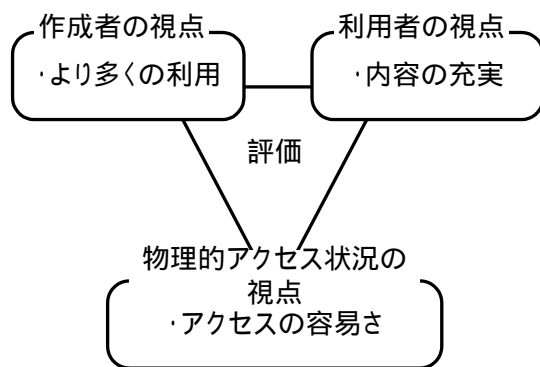 作成者の視点
・より多くの利用
利用者の視点
・内容の充実
評価
物理的アクセス状況の
視点
・アクセスの容易さ